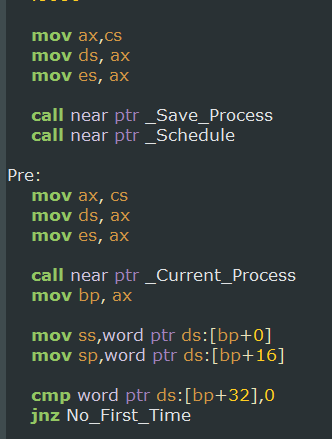 mov ax,cs
mov ds, ax
mov es, ax
call near ptr _Save_Process
call near ptr _Schedule
Pre:
mov ax, cs
mov ds, ax
mov es, ax
call near ptr _Current_Process
mov bp, ax
mov ss,word ptr ds:[bp+0]
mov sp,word ptr ds:[bp+16]
cmp word ptr ds:[bp+32],0
jnz No_First_Time